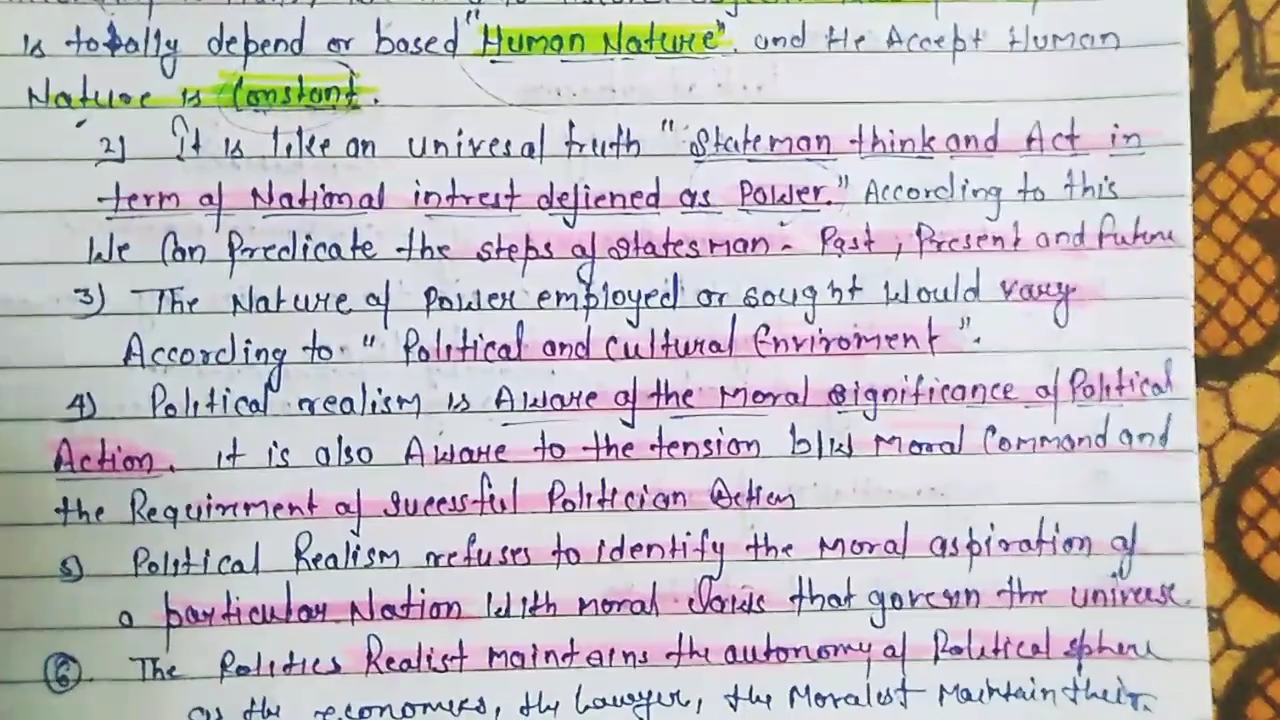 is totally depend or based "Human Nature". and He Accept Human
Nature is Constant.
2) It is like an univesal truth "Stateman think and Act in
term of National intrest defiened as Power." According to this
We Can Predicate the steps of statesman - Past, Present and future
3) The Nature of Power employed or sought would vary
According to "Political and Cultural Enviroment".
4) Political realism is Aware of the Moral significance of Political
Action. it is also Aware to the tension b/w Moral Command and
the Requirment of sucessful Politician Action
5) Political Realism refuses to identify the moral aspiration of
a particular Nation With moral that govern the universe.
6. The Politics Realist maintains the autonomy of Political sphere
as the economics, the Lawyer, the Moralist Maintain their